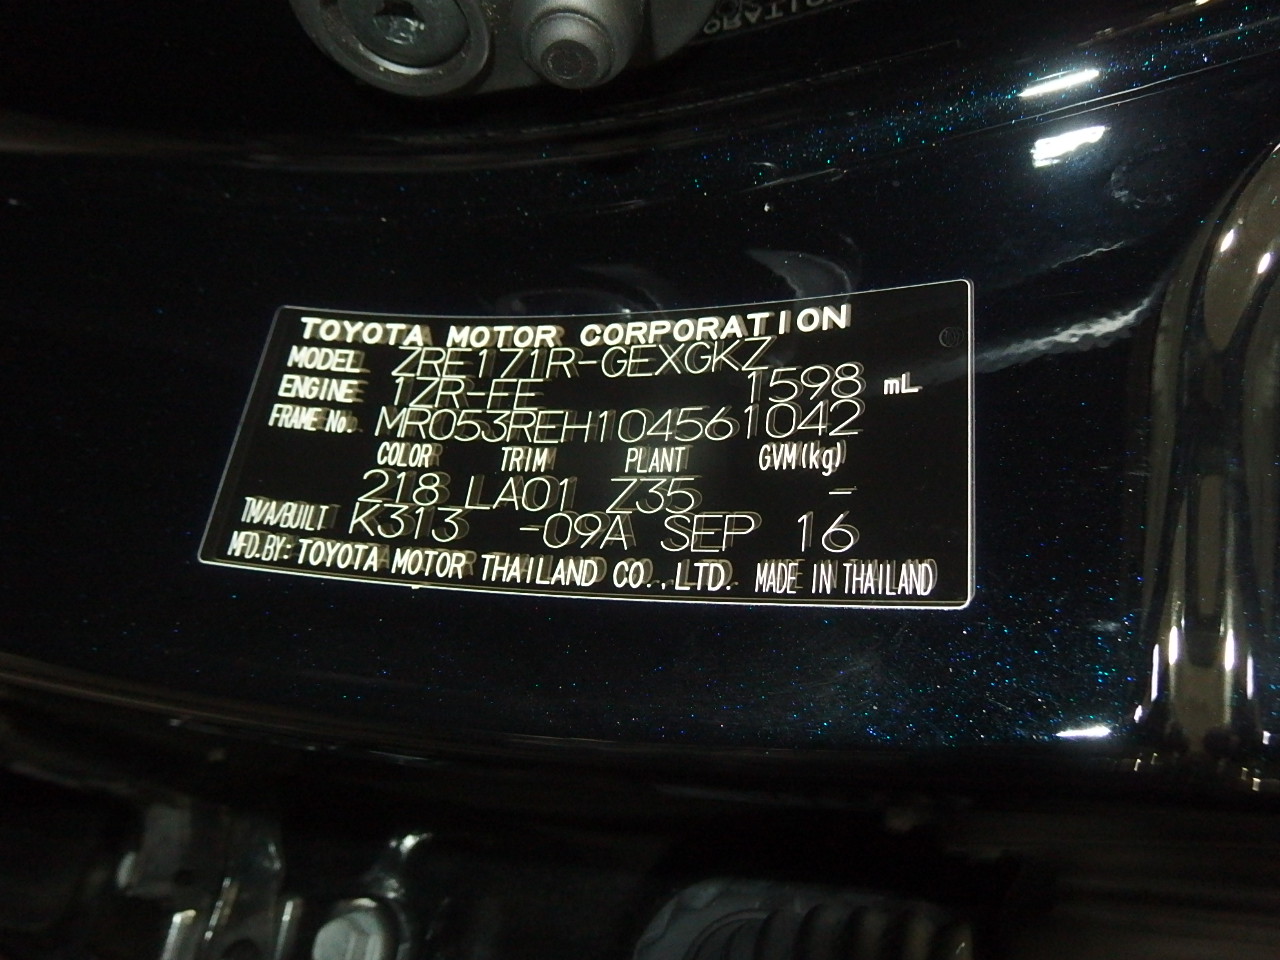 TOYOTA MOTOR CORPORATION
MODEL ZRE171R-GEXGKZ
ENGINE 1ZR-FE 1598 mL
FRAME No. MR053REH104561042
COLOR TRIM PLANT GVM(kg)
218 LA01 Z35 -
TM/A/BUILT K313 -09A SEP 16
MFD.BY: TOYOTA MOTOR THAILAND CO.,LTD. MADE IN THAILAND